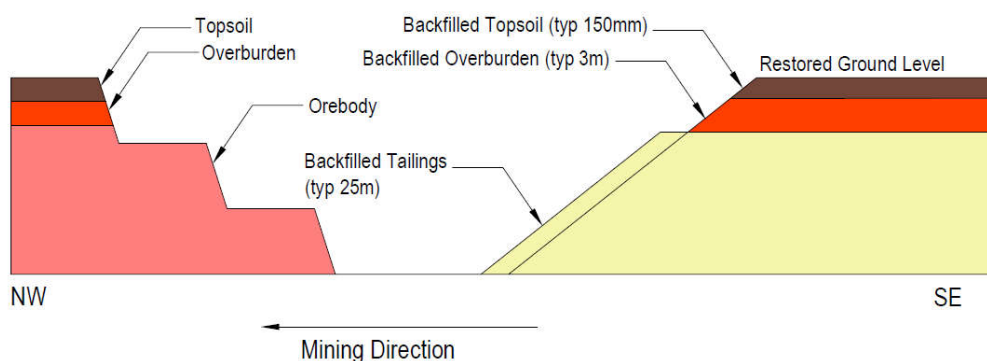 Topsoil
Overburden
Orebody
Backfilled Topsoil (typ 150mm)
Backfilled Overburden (typ 3m)
Restored Ground Level
Backfilled Tailings
(typ 25m)
NW
SE
Mining Direction